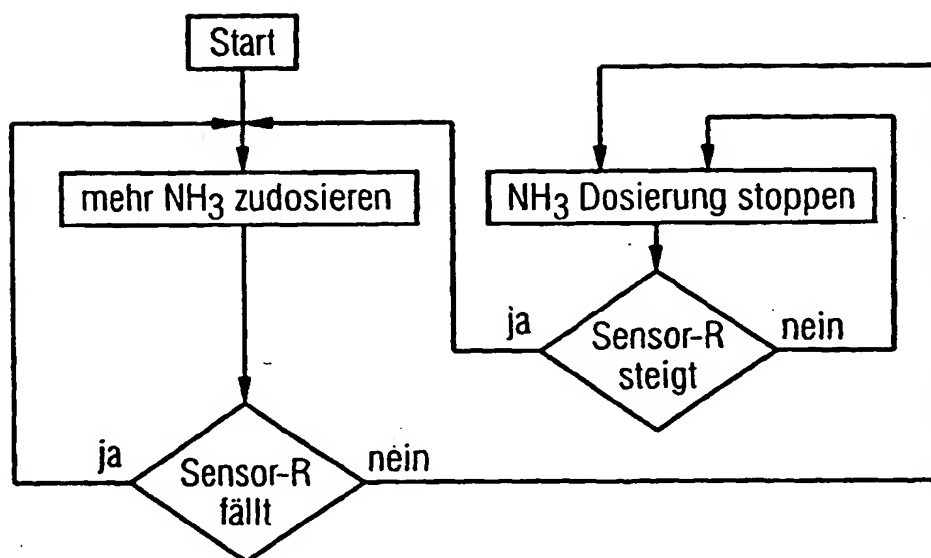 Start
mehr NH3 zudosieren
NH3 Dosierung stoppen
ja
Sensor-R
steigt
nein
ja
Sensor-R
fällt
nein